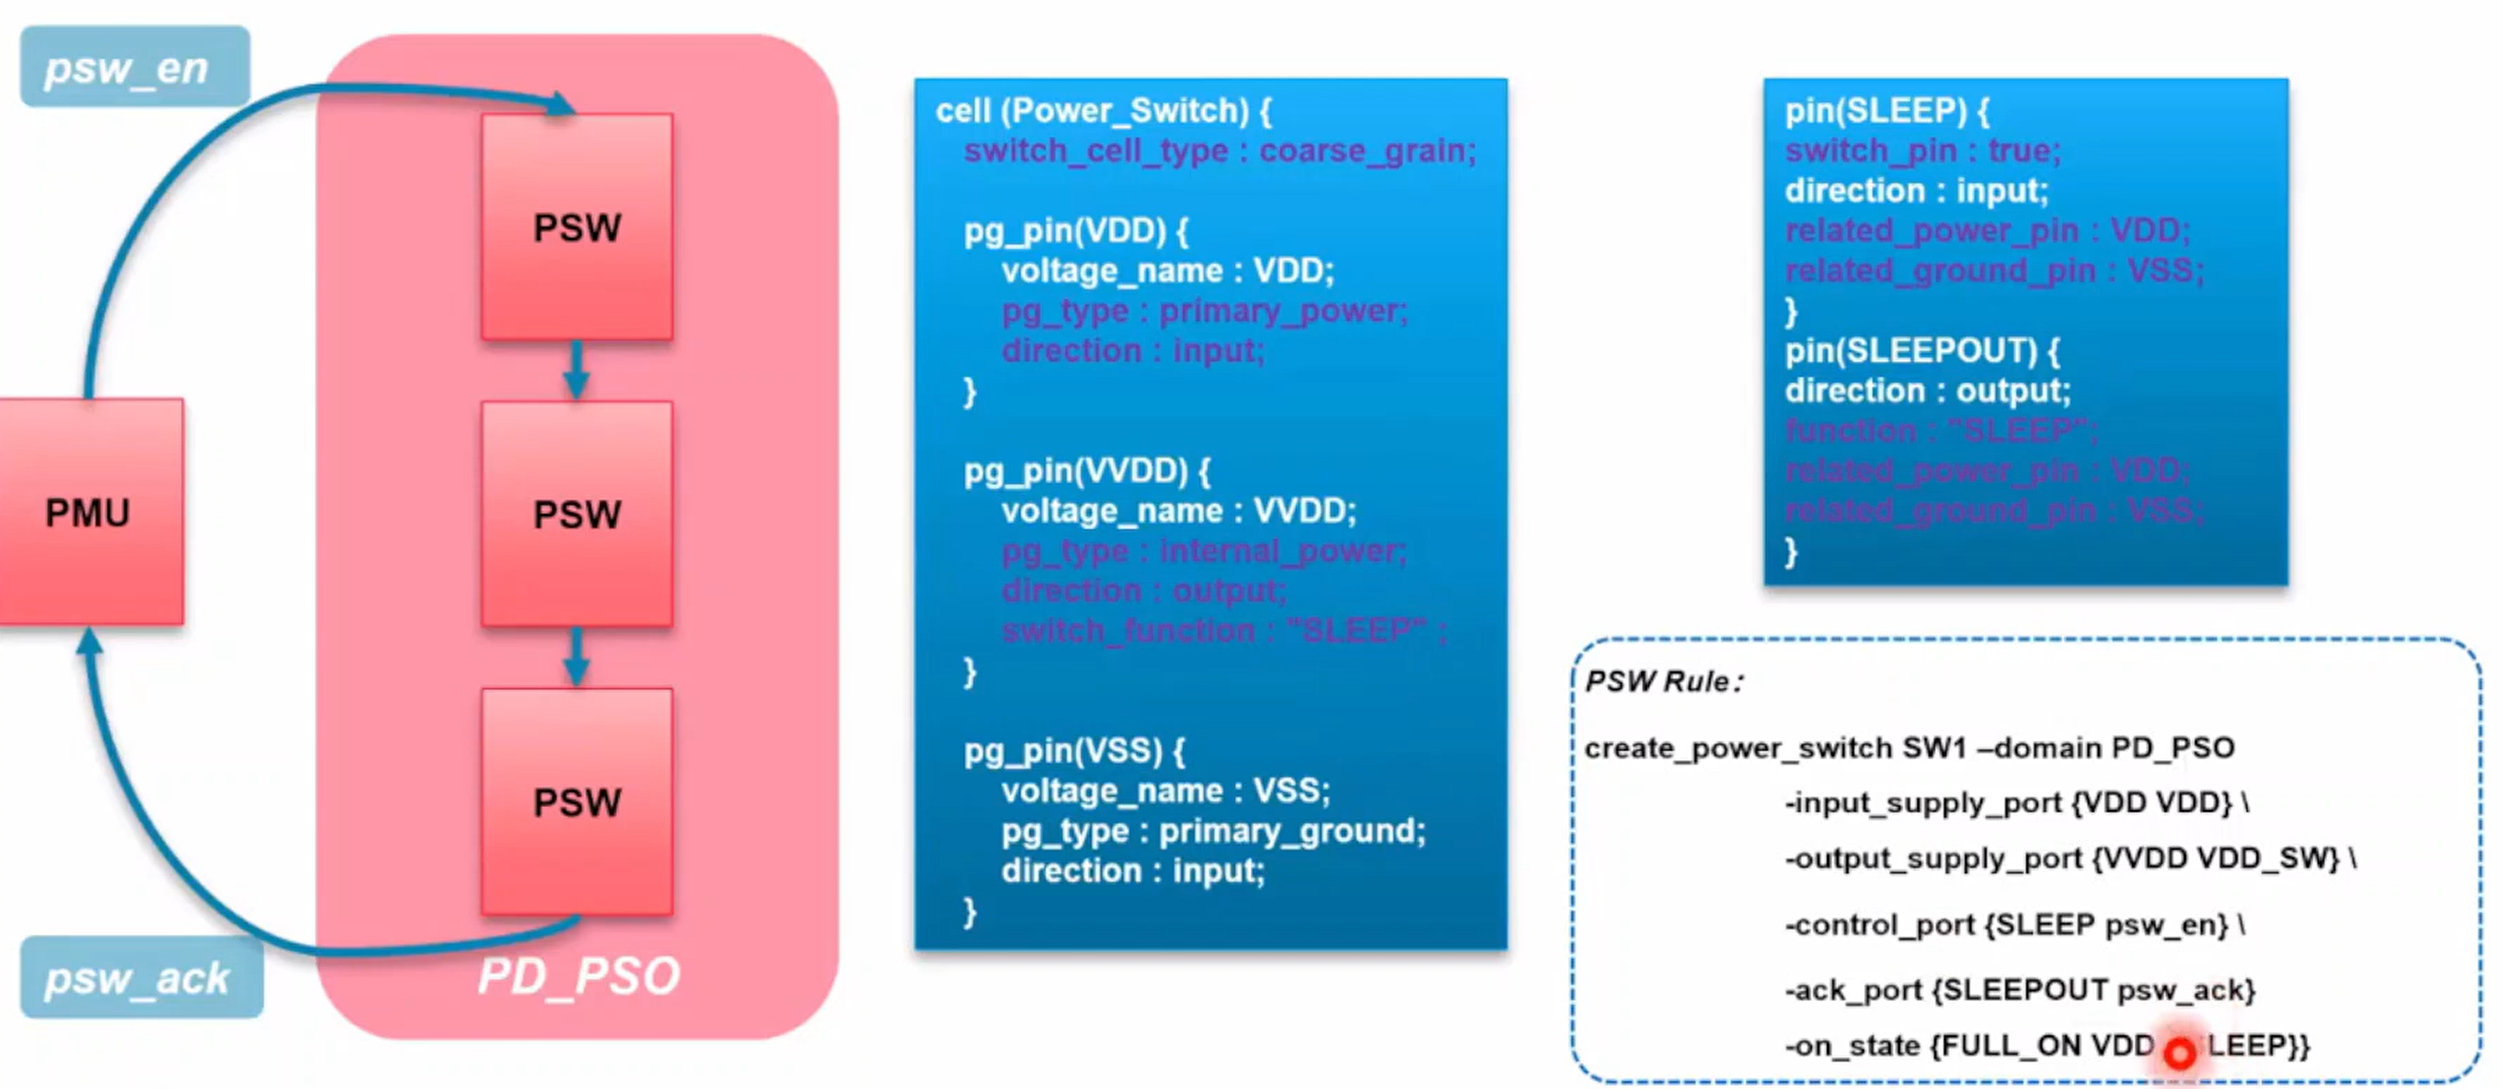 psw_en
PSW
PSW
PMU
PSW
psw_ack
PD_PSO
cell (Power_Switch) {
switch_cell_type : coarse_grain;
pg_pin(VDD) {
voltage_name : VDD;
pg_type : primary_power;
direction : input;
}
pg_pin(VVDD) {
voltage_name : VVDD;
pg_type : internal_power;
direction : output;
switch_function : "SLEEP" ;
}
pg_pin(VSS) {
voltage_name : VSS;
pg_type : primary_ground;
direction : input;
}
pin(SLEEP) {
switch_pin : true;
direction : input;
related_power_pin : VDD;
related_ground_pin : VSS;
}
pin(SLEEPOUT) {
direction : output;
function : "SLEEP";
related_power_pin : VDD;
related_ground_pin : VSS;
}
PSW Rule：
create_power_switch SW1 –domain PD_PSO
-input_supply_port {VDD VDD} \
-output_supply_port {VVDD VDD_SW} \
-control_port {SLEEP psw_en} \
-ack_port {SLEEPOUT psw_ack}
-on_state {FULL_ON VDD